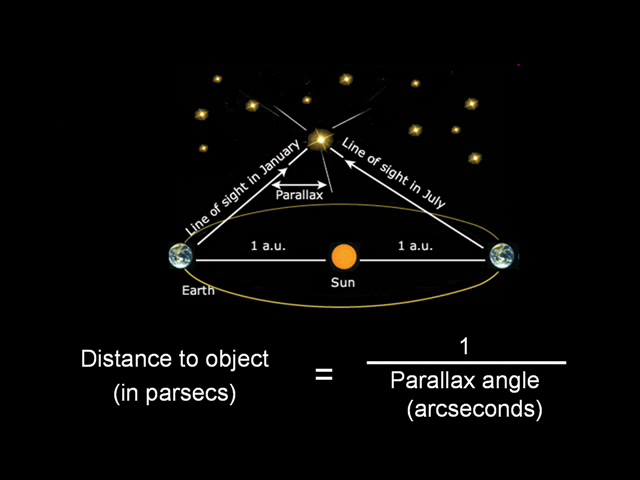 Line of sight in January
Line of sight in July
Parallax
1 a.u.
1 a.u.
Earth
Sun
Distance to object
(in parsecs)
=
1
Parallax angle
(arcseconds)